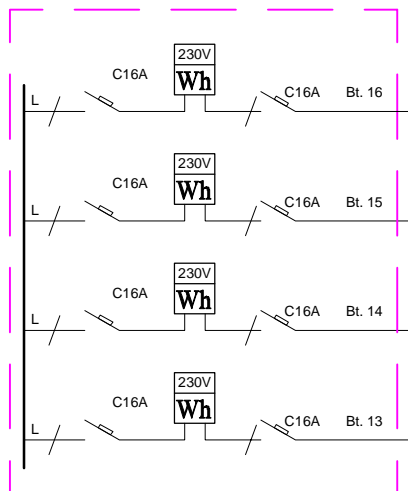 230V
C16A Wh
L C16A Bt. 16
230V
C16A Wh
L C16A Bt. 15
230V
C16A Wh
L C16A Bt. 14
230V
C16A Wh
L C16A Bt. 13